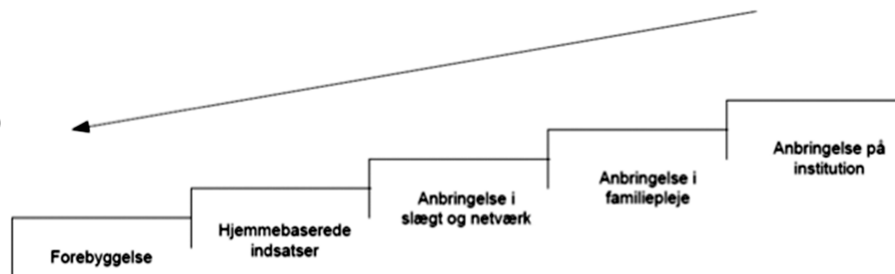 Forebyggelse
Hjemmebaserede
indsatser
Anbringelse i
slægt og netværk
Anbringelse i
familiepleje
Anbringelse på
institution